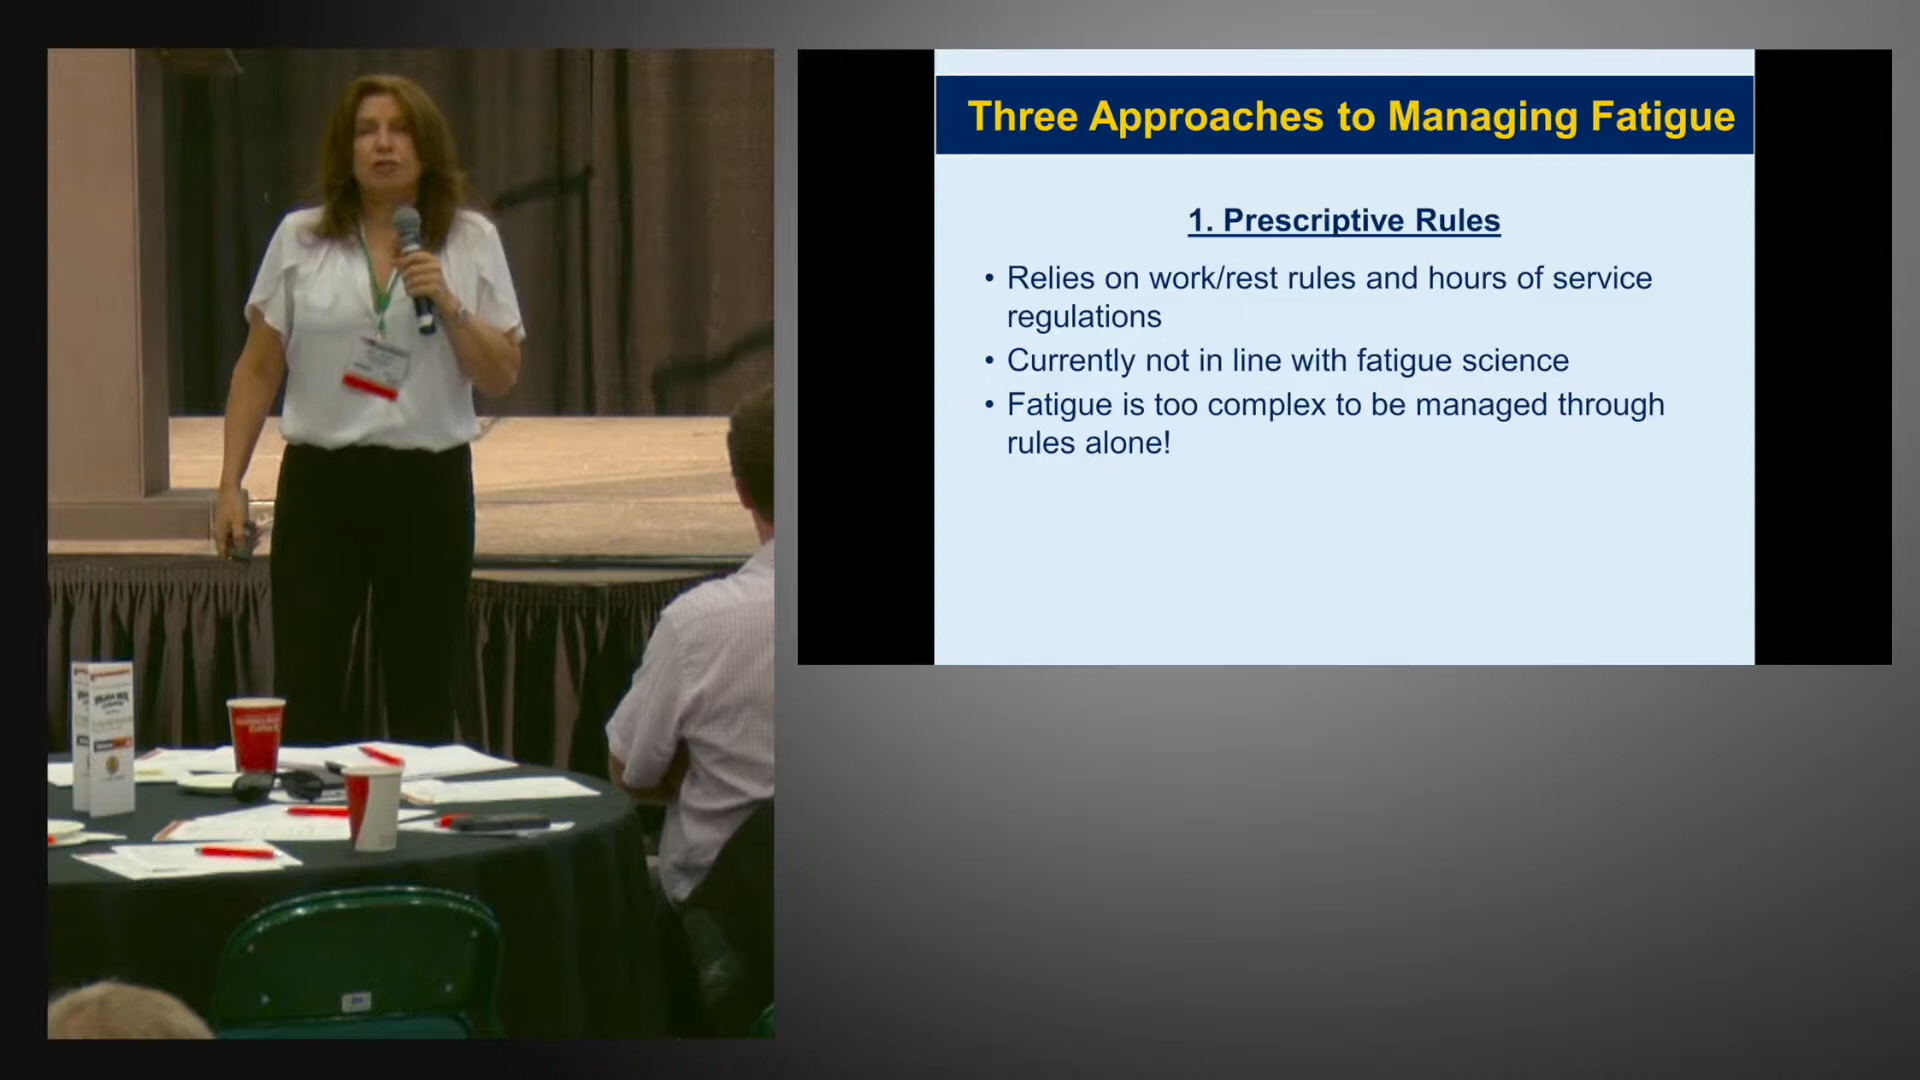 Three Approaches to Managing Fatigue
1. Prescriptive Rules
• Relies on work/rest rules and hours of service
regulations
• Currently not in line with fatigue science
• Fatigue is too complex to be managed through
rules alone!